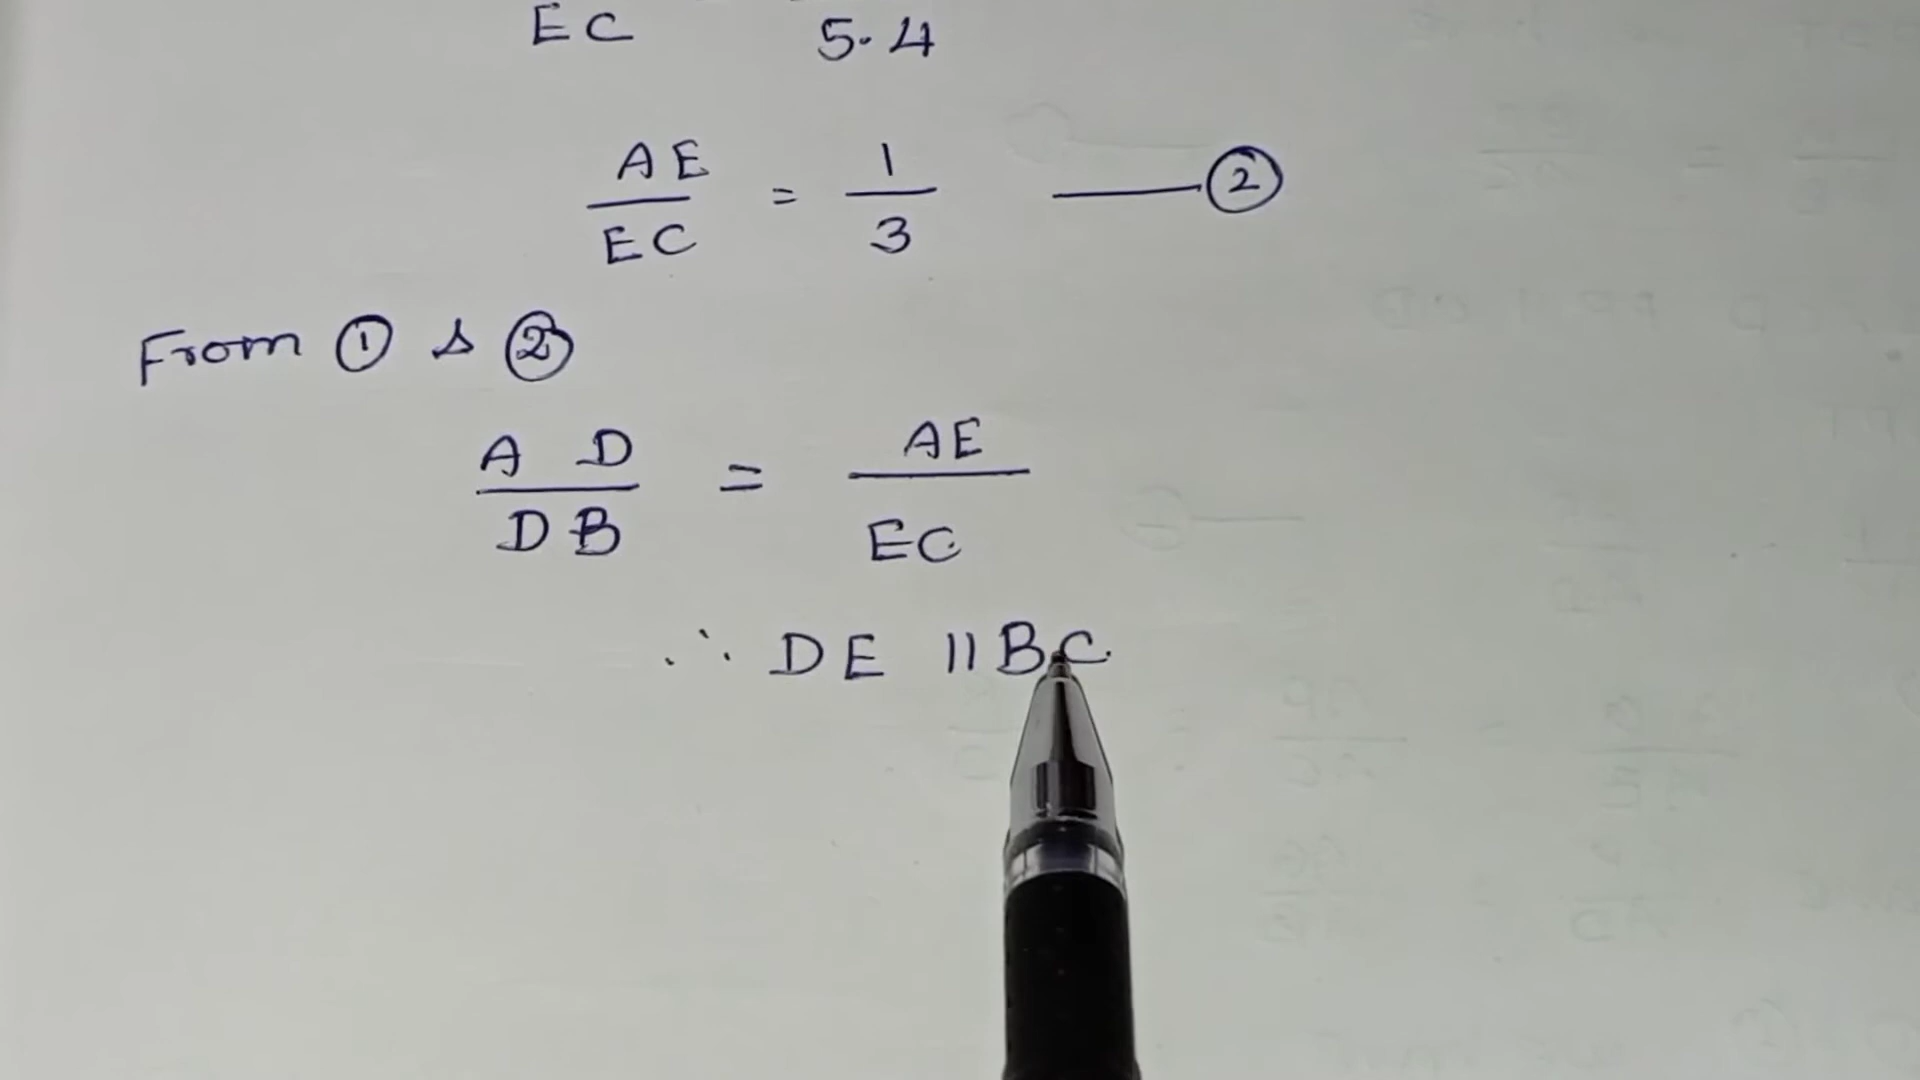 EC 5.4
AE/EC = 1/3 —— ②
From ① & ②
AD/DB = AE/EC
∴ DE || BC.